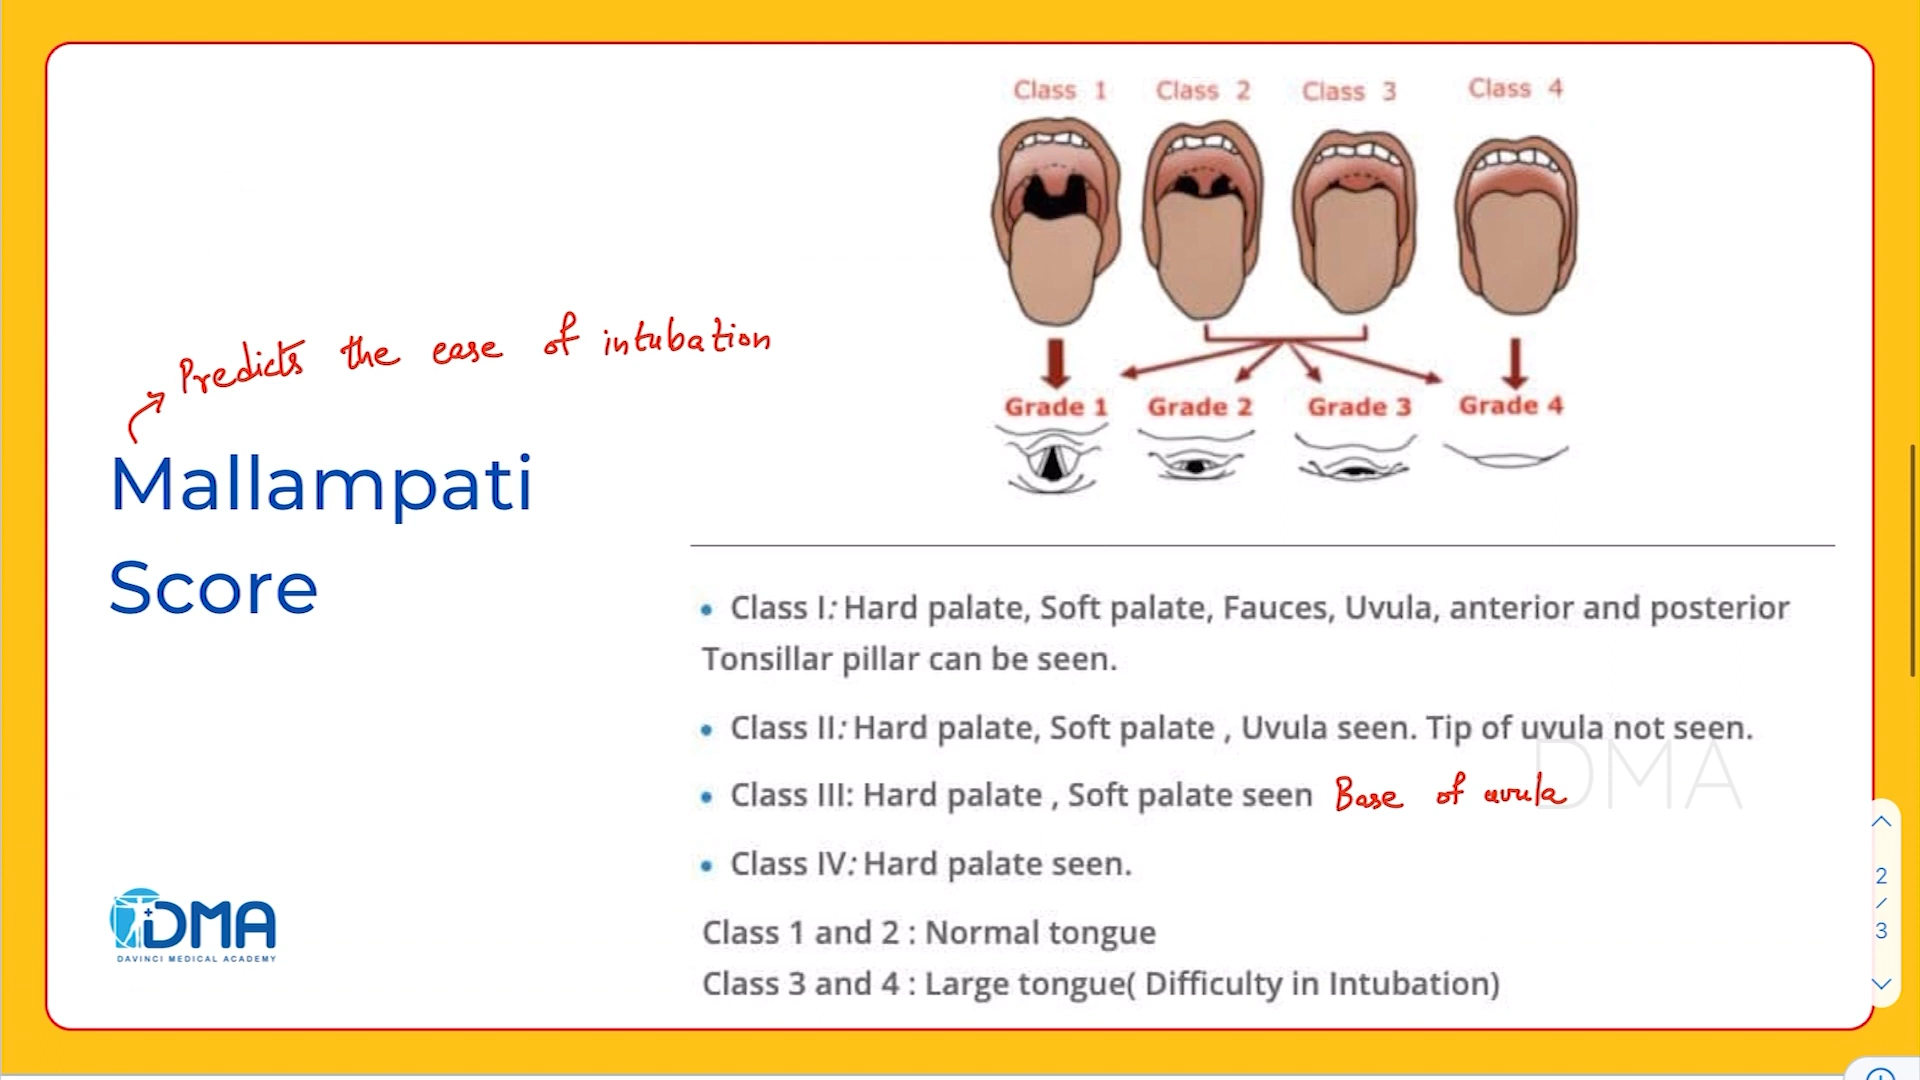 Class 1 Class 2 Class 3 Class 4
Predicts the ease of intubation
Grade 1 Grade 2 Grade 3 Grade 4
Mallampati
Score
• Class I: Hard palate, Soft palate, Fauces, Uvula, anterior and posterior
Tonsillar pillar can be seen.
• Class II: Hard palate, Soft palate , Uvula seen. Tip of uvula not seen.
DMA
• Class III: Hard palate , Soft palate seen Base of uvula
• Class IV: Hard palate seen.
Class 1 and 2 : Normal tongue
Class 3 and 4 : Large tongue( Difficulty in Intubation)
DMA
DAVINCI MEDICAL ACADEMY
2
/
3